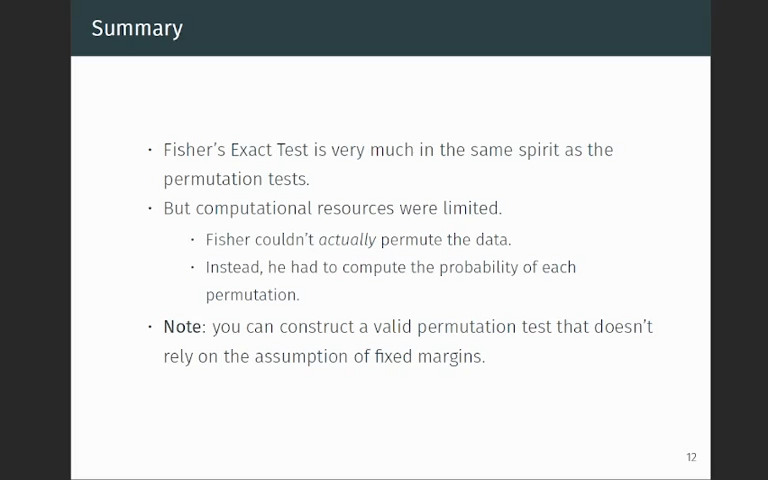 Summary
· Fisher's Exact Test is very much in the same spirit as the
permutation tests.
· But computational resources were limited.
· Fisher couldn't actually permute the data.
· Instead, he had to compute the probability of each
permutation.
· Note: you can construct a valid permutation test that doesn't
rely on the assumption of fixed margins.
12